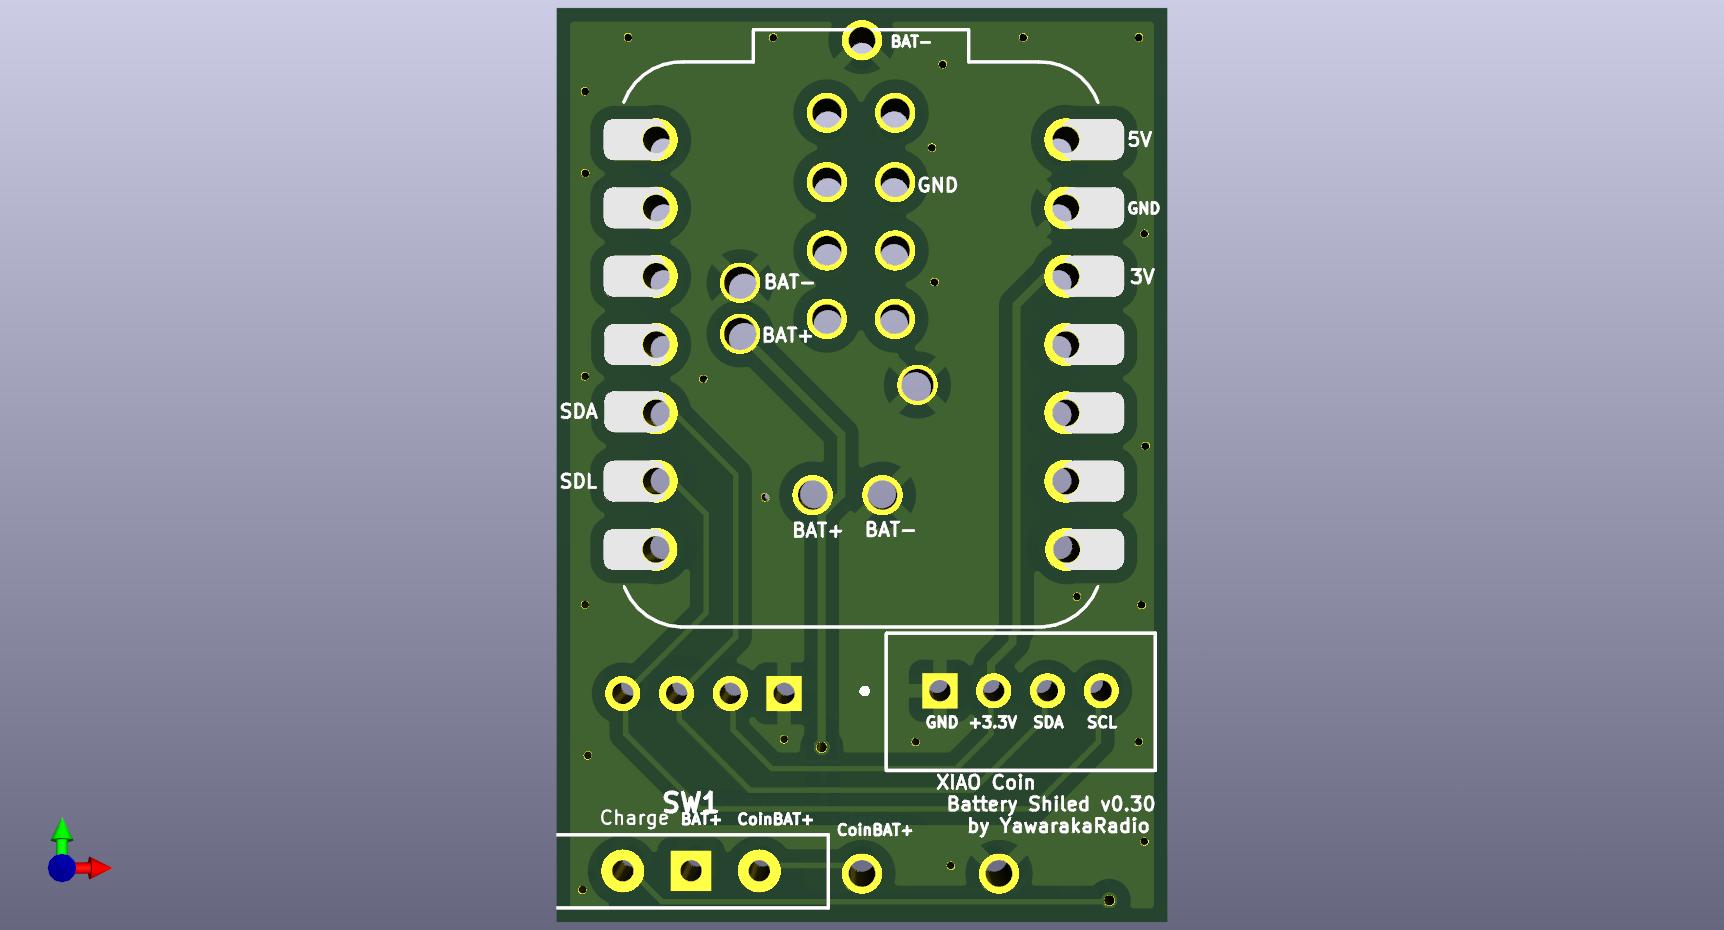 BAT-
5V
GND
GND
3V
BAT-
BAT+
SDA
SDL
BAT+ BAT-
GND +3.3V SDA SCL
XIAO Coin
Battery Shiled v0.30
by YawarakaRadio
SW1
Charge BAT+ CoinBAT+
CoinBAT+